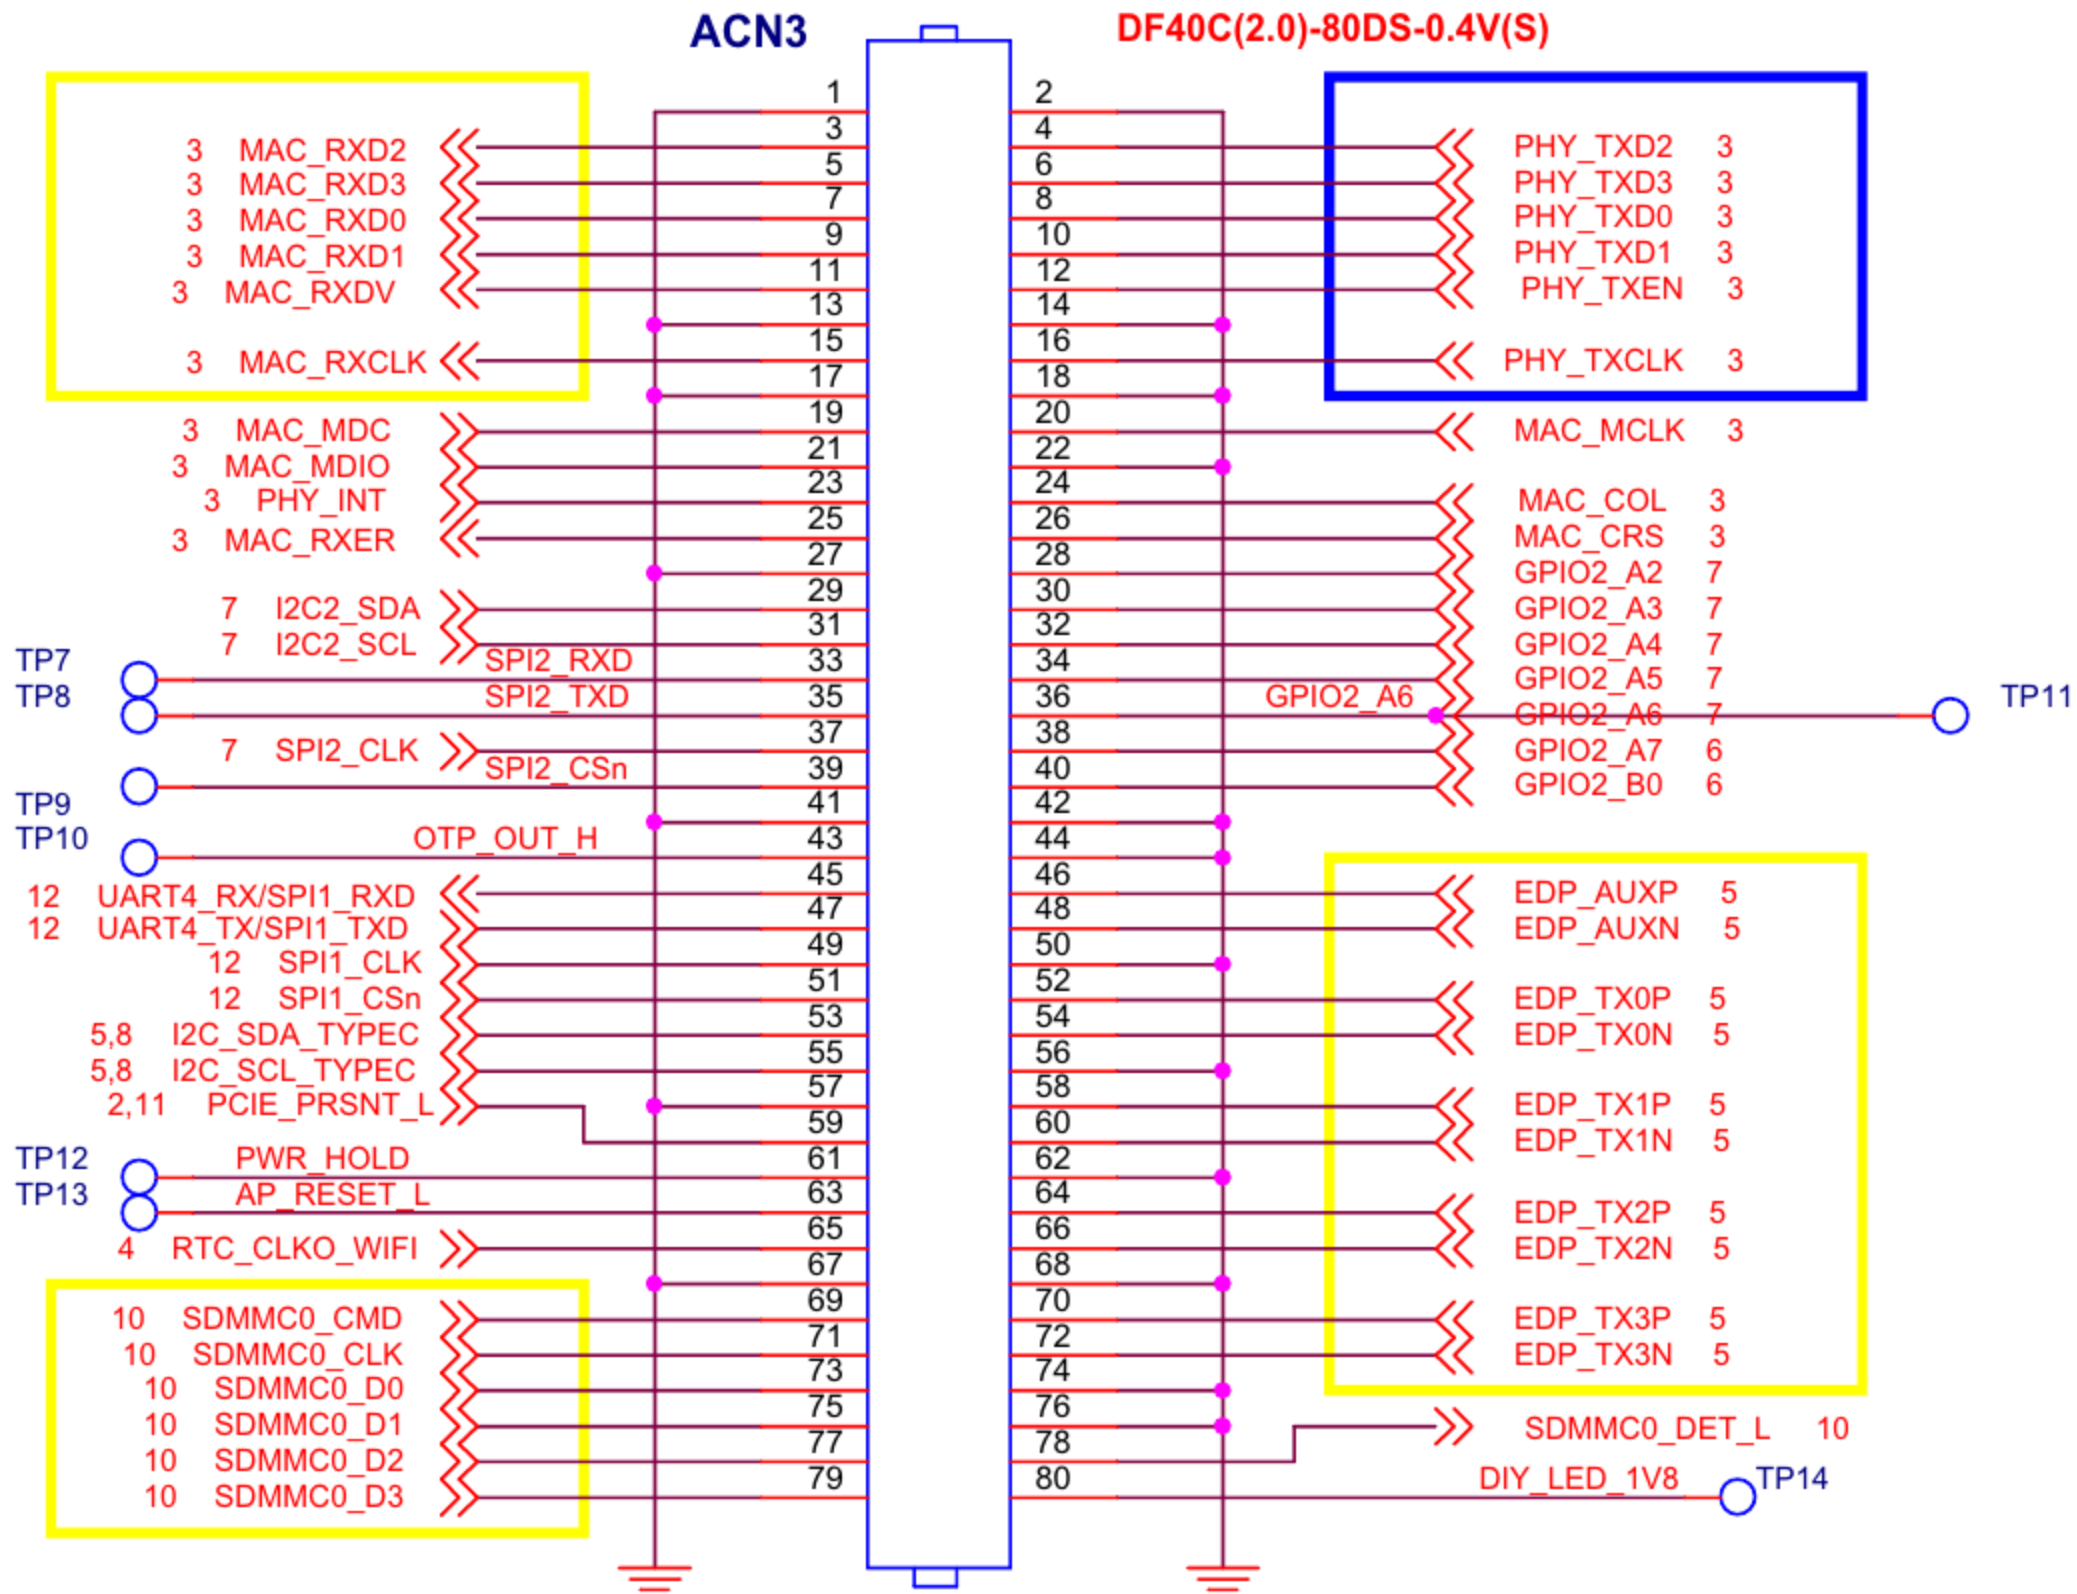 ACN3 DF40C(2.0)-80DS-0.4V(S)
1 2
3 4
3 MAC_RXD2 PHY_TXD2 3
5 6
3 MAC_RXD3 PHY_TXD3 3
7 8
3 MAC_RXD0 PHY_TXD0 3
9 10
3 MAC_RXD1 PHY_TXD1 3
11 12
3 MAC_RXDV PHY_TXEN 3
13 14
15 16
3 MAC_RXCLK PHY_TXCLK 3
17 18
19 20
3 MAC_MDC MAC_MCLK 3
21 22
3 MAC_MDIO
23 24
3 PHY_INT MAC_COL 3
25 26
3 MAC_RXER MAC_CRS 3
27 28
GPIO2_A2 7
29 30
7 I2C2_SDA GPIO2_A3 7
31 32
7 I2C2_SCL GPIO2_A4 7
TP7 SPI2_RXD 33 34
GPIO2_A5 7
TP8 SPI2_TXD 35 36 GPIO2_A6 TP11
GPIO2_A6 7
37 38
7 SPI2_CLK GPIO2_A7 6
SPI2_CSn 39 40
GPIO2_B0 6
TP9 41 42
TP10 OTP_OUT_H 43 44
45 46
12 UART4_RX/SPI1_RXD EDP_AUXP 5
47 48
12 UART4_TX/SPI1_TXD EDP_AUXN 5
49 50
12 SPI1_CLK
51 52
12 SPI1_CSn EDP_TX0P 5
53 54
5,8 I2C_SDA_TYPEC EDP_TX0N 5
55 56
5,8 I2C_SCL_TYPEC
57 58
2,11 PCIE_PRSNT_L EDP_TX1P 5
59 60
EDP_TX1N 5
TP12 PWR_HOLD 61 62
TP13 AP_RESET_L 63 64
EDP_TX2P 5
65 66
4 RTC_CLKO_WIFI EDP_TX2N 5
67 68
69 70
10 SDMMC0_CMD EDP_TX3P 5
71 72
10 SDMMC0_CLK EDP_TX3N 5
73 74
10 SDMMC0_D0
75 76
10 SDMMC0_D1 SDMMC0_DET_L 10
77 78
10 SDMMC0_D2
79 80 DIY_LED_1V8 TP14
10 SDMMC0_D3